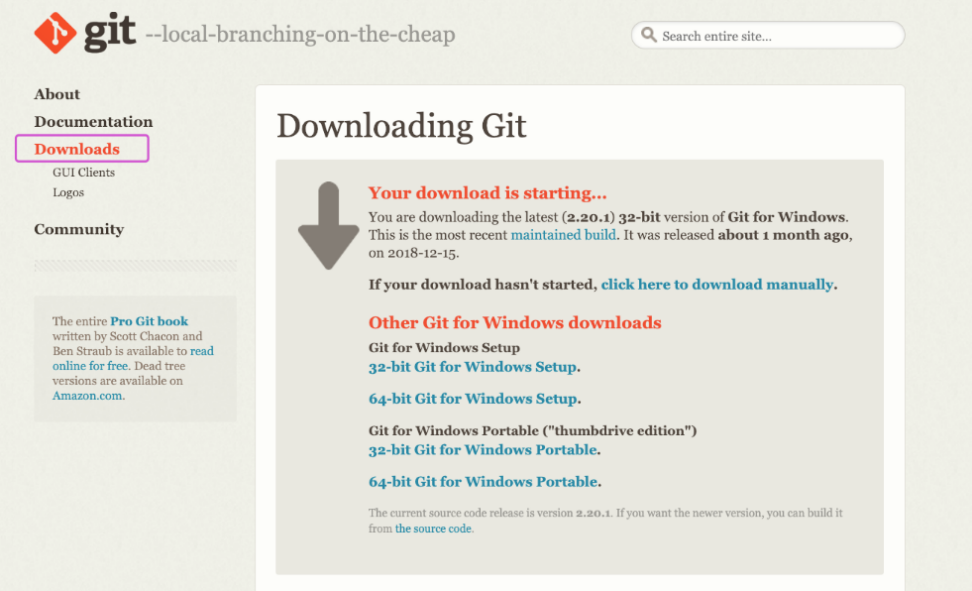 git --local-branching-on-the-cheap
Search entire site...
About
Documentation
Downloads
GUI Clients
Logos
Community
The entire Pro Git book
written by Scott Chacon and
Ben Straub is available to read
online for free. Dead tree
versions are available on
Amazon.com.
Downloading Git
Your download is starting...
You are downloading the latest (2.20.1) 32-bit version of Git for Windows.
This is the most recent maintained build. It was released about 1 month ago,
on 2018-12-15.
If your download hasn't started, click here to download manually.
Other Git for Windows downloads
Git for Windows Setup
32-bit Git for Windows Setup.
64-bit Git for Windows Setup.
Git for Windows Portable ("thumbdrive edition")
32-bit Git for Windows Portable.
64-bit Git for Windows Portable.
The current source code release is version 2.20.1. If you want the newer version, you can build it
from the source code.